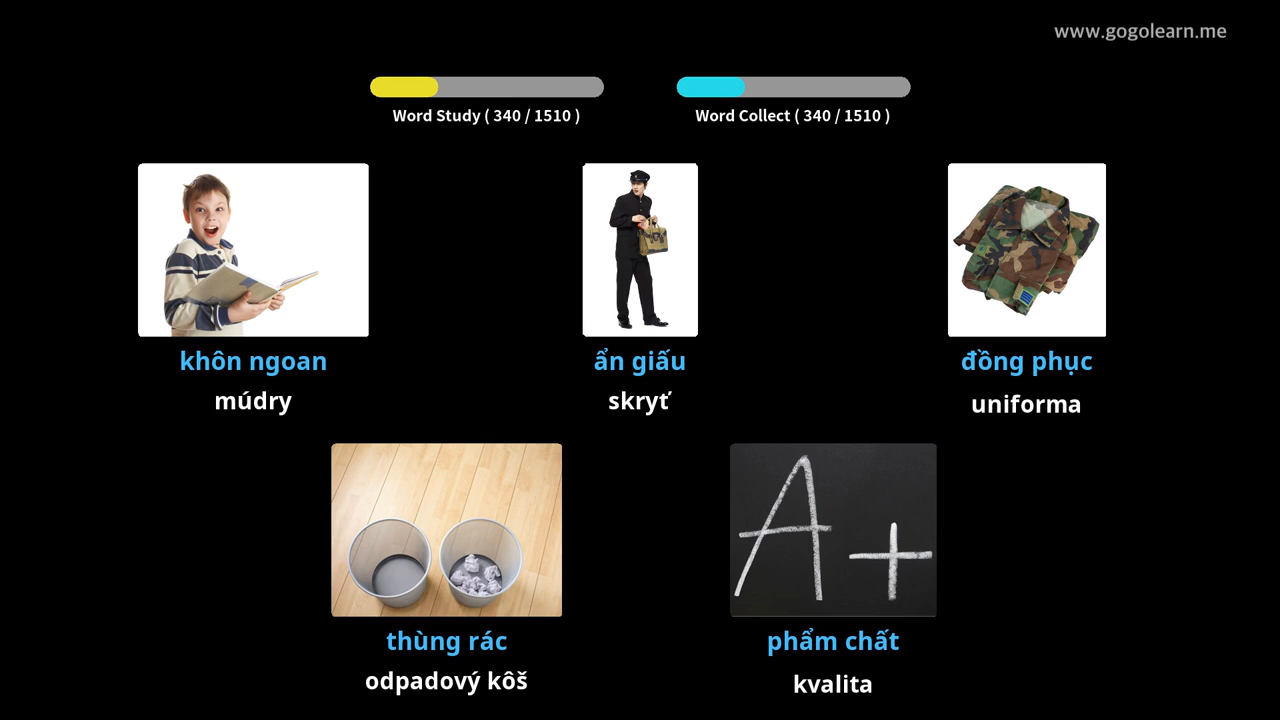 www.gogolearn.me
Word Study ( 340 / 1510 )
Word Collect ( 340 / 1510 )
khôn ngoan
múdry
ẩn giấu
skryť
đồng phục
uniforma
A+
thùng rác
odpadový kôš
phẩm chất
kvalita